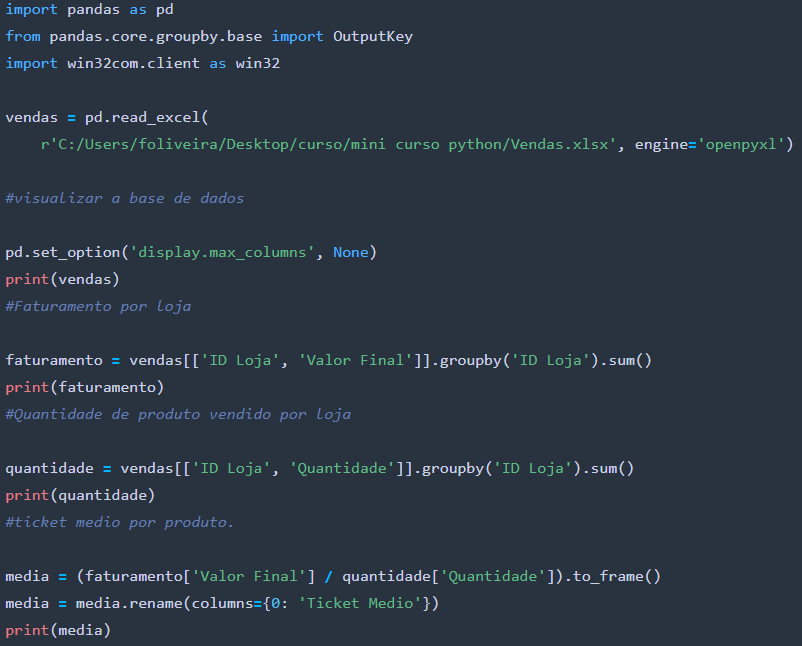 import pandas as pd
from pandas.core.groupby.base import OutputKey
import win32com.client as win32
vendas = pd.read_excel(
    r'C:/Users/foliveira/Desktop/curso/mini curso python/Vendas.xlsx', engine='openpyxl')
#visualizar a base de dados
pd.set_option('display.max_columns', None)
print(vendas)
#Faturamento por loja
faturamento = vendas[['ID Loja', 'Valor Final']].groupby('ID Loja').sum()
print(faturamento)
#Quantidade de produto vendido por loja
quantidade = vendas[['ID Loja', 'Quantidade']].groupby('ID Loja').sum()
print(quantidade)
#ticket medio por produto.
media = (faturamento['Valor Final'] / quantidade['Quantidade']).to_frame()
media = media.rename(columns={0: 'Ticket Medio'})
print(media)